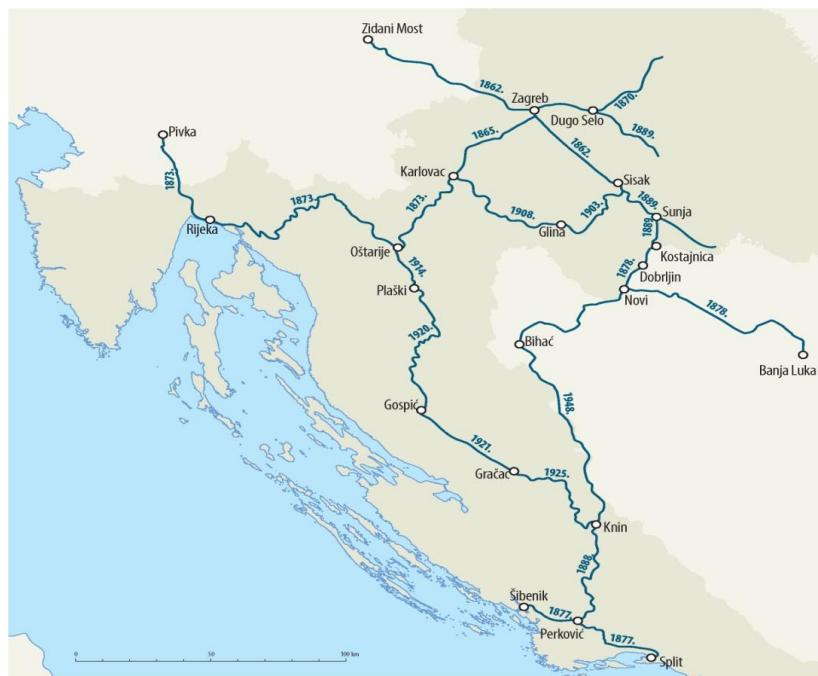 Zidani Most
1862.
Zagreb
1870.
Dugo Selo
1889.
Pivka
1865.
1862.
Karlovac
Sisak
1873.
1873.
1873.
1903.
1889.
Sunja
1908.
Glina
1889.
Rijeka
Oštarije
Kostajnica
1914.
1878.
Dobrljin
Plaški
Novi
1878.
1920.
Bihać
Banja Luka
1948.
Gospić
1921.
Gračac
1925.
Knin
1888.
Šibenik
1877.
Perković
1877.
Split
0 50 100 km